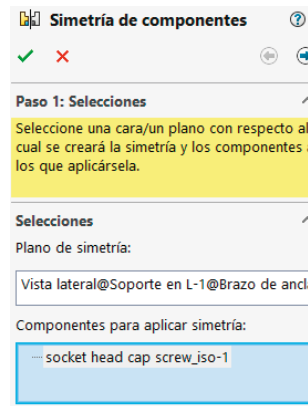 Simetría de componentes
Paso 1: Selecciones
Seleccione una cara/un plano con respecto al
cual se creará la simetría y los componentes
los que aplicársela.
Selecciones
Plano de simetría:
Vista lateral@Soporte en L-1@Brazo de
Componentes para aplicar simetría:
socket head cap screw_iso-1